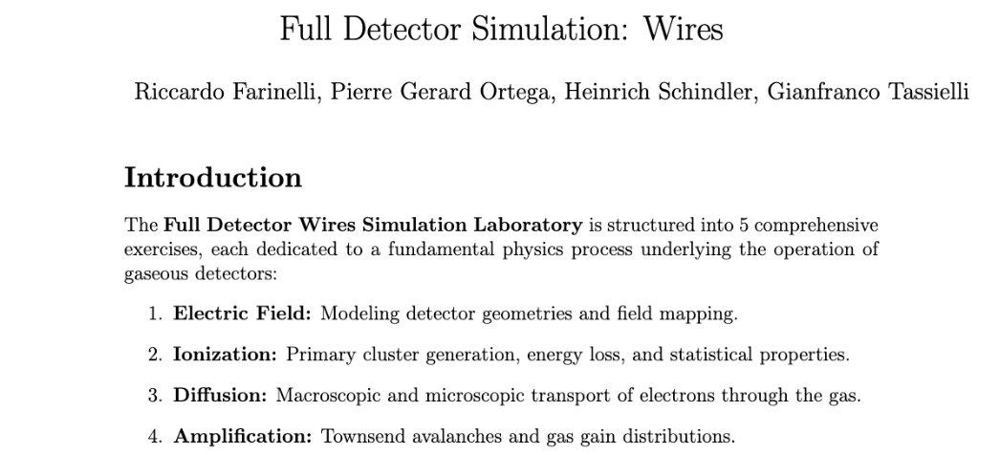 Full Detector Simulation: Wires
Riccardo Farinelli, Pierre Gerard Ortega, Heinrich Schindler, Gianfranco Tassielli
Introduction
The Full Detector Wires Simulation Laboratory is structured into 5 comprehensive
exercises, each dedicated to a fundamental physics process underlying the operation of
gaseous detectors:
1. Electric Field: Modeling detector geometries and field mapping.
2. Ionization: Primary cluster generation, energy loss, and statistical properties.
3. Diffusion: Macroscopic and microscopic transport of electrons through the gas.
4. Amplification: Townsend avalanches and gas gain distributions.